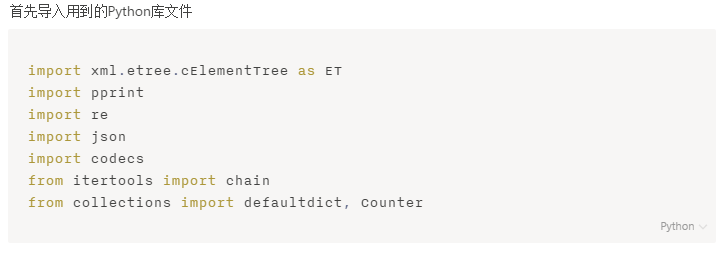 首先导入用到的Python库文件
import xml.etree.cElementTree as ET
import pprint
import re
import json
import codecs
from itertools import chain
from collections import defaultdict, Counter
Python